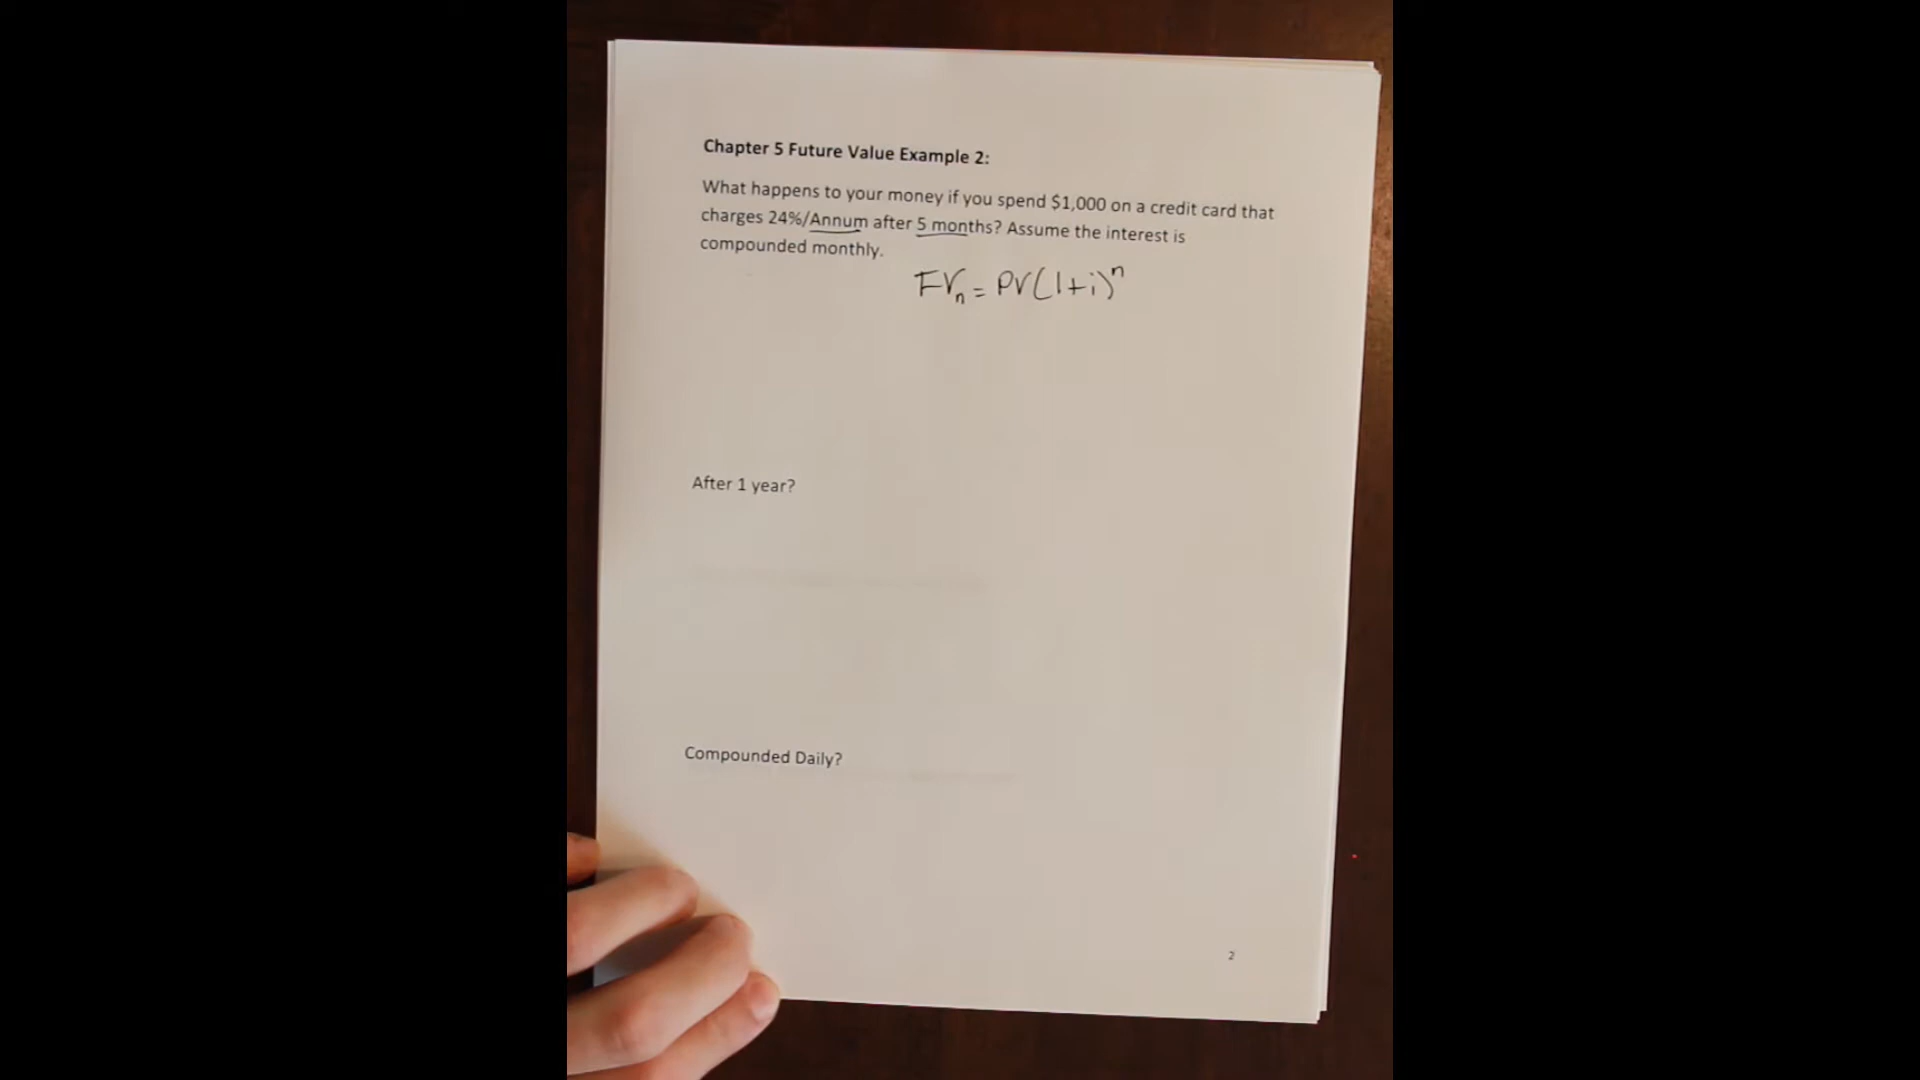 Chapter 5 Future Value Example 2:
What happens to your money if you spend $1,000 on a credit card that
charges 24%/Annum after 5 months? Assume the interest is
compounded monthly.
FVₙ = PV(1+i)ⁿ
After 1 year?
Compounded Daily?
2